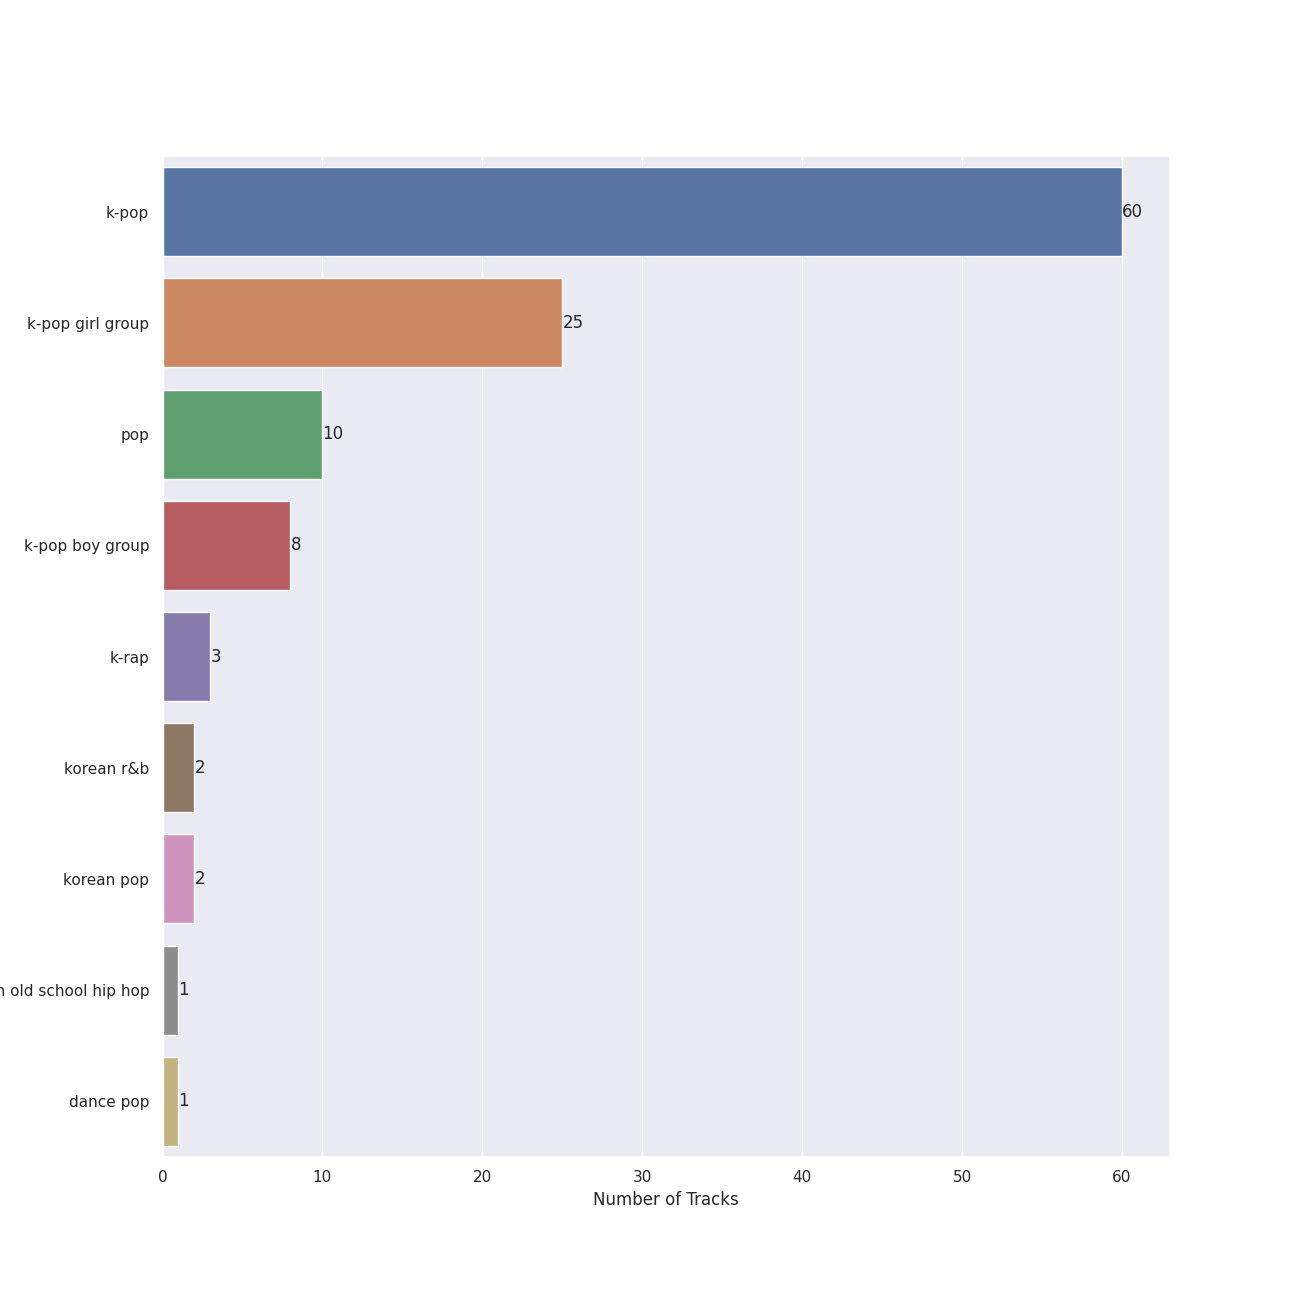 k-pop
60
k-pop girl group
25
pop
10
k-pop boy group
8
k-rap
3
korean r&b
2
korean pop
2
old school hip hop
1
dance pop
1
0 10 20 30 40 50 60
Number of Tracks